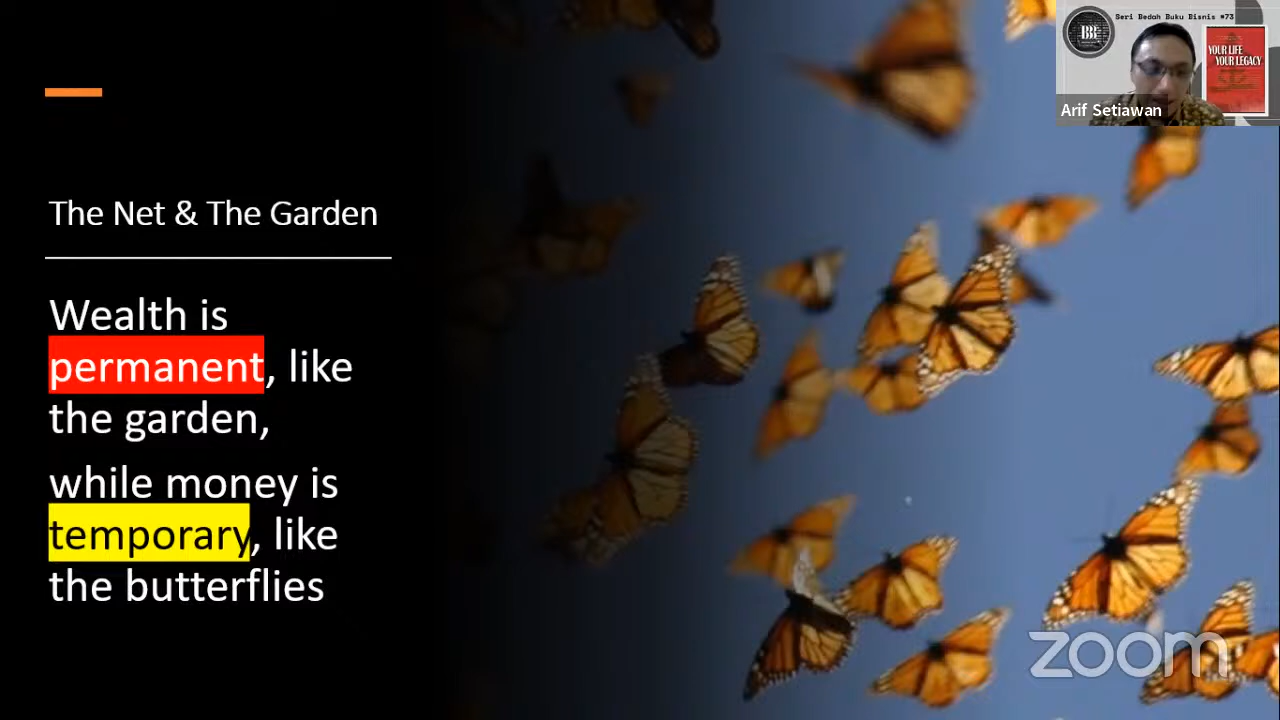 Seri Bedah Buku Bisnis #73
BB
YOUR LIFE
YOUR LEGACY
Arif Setiawan
The Net & The Garden
Wealth is
permanent, like
the garden,
while money is
temporary, like
the butterflies
zoom